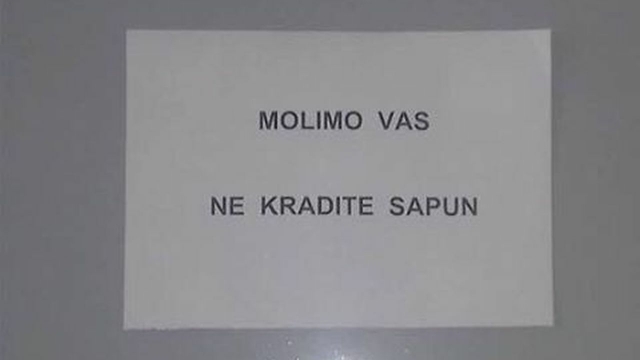 MOLIMO VAS
NE KRADITE SAPUN